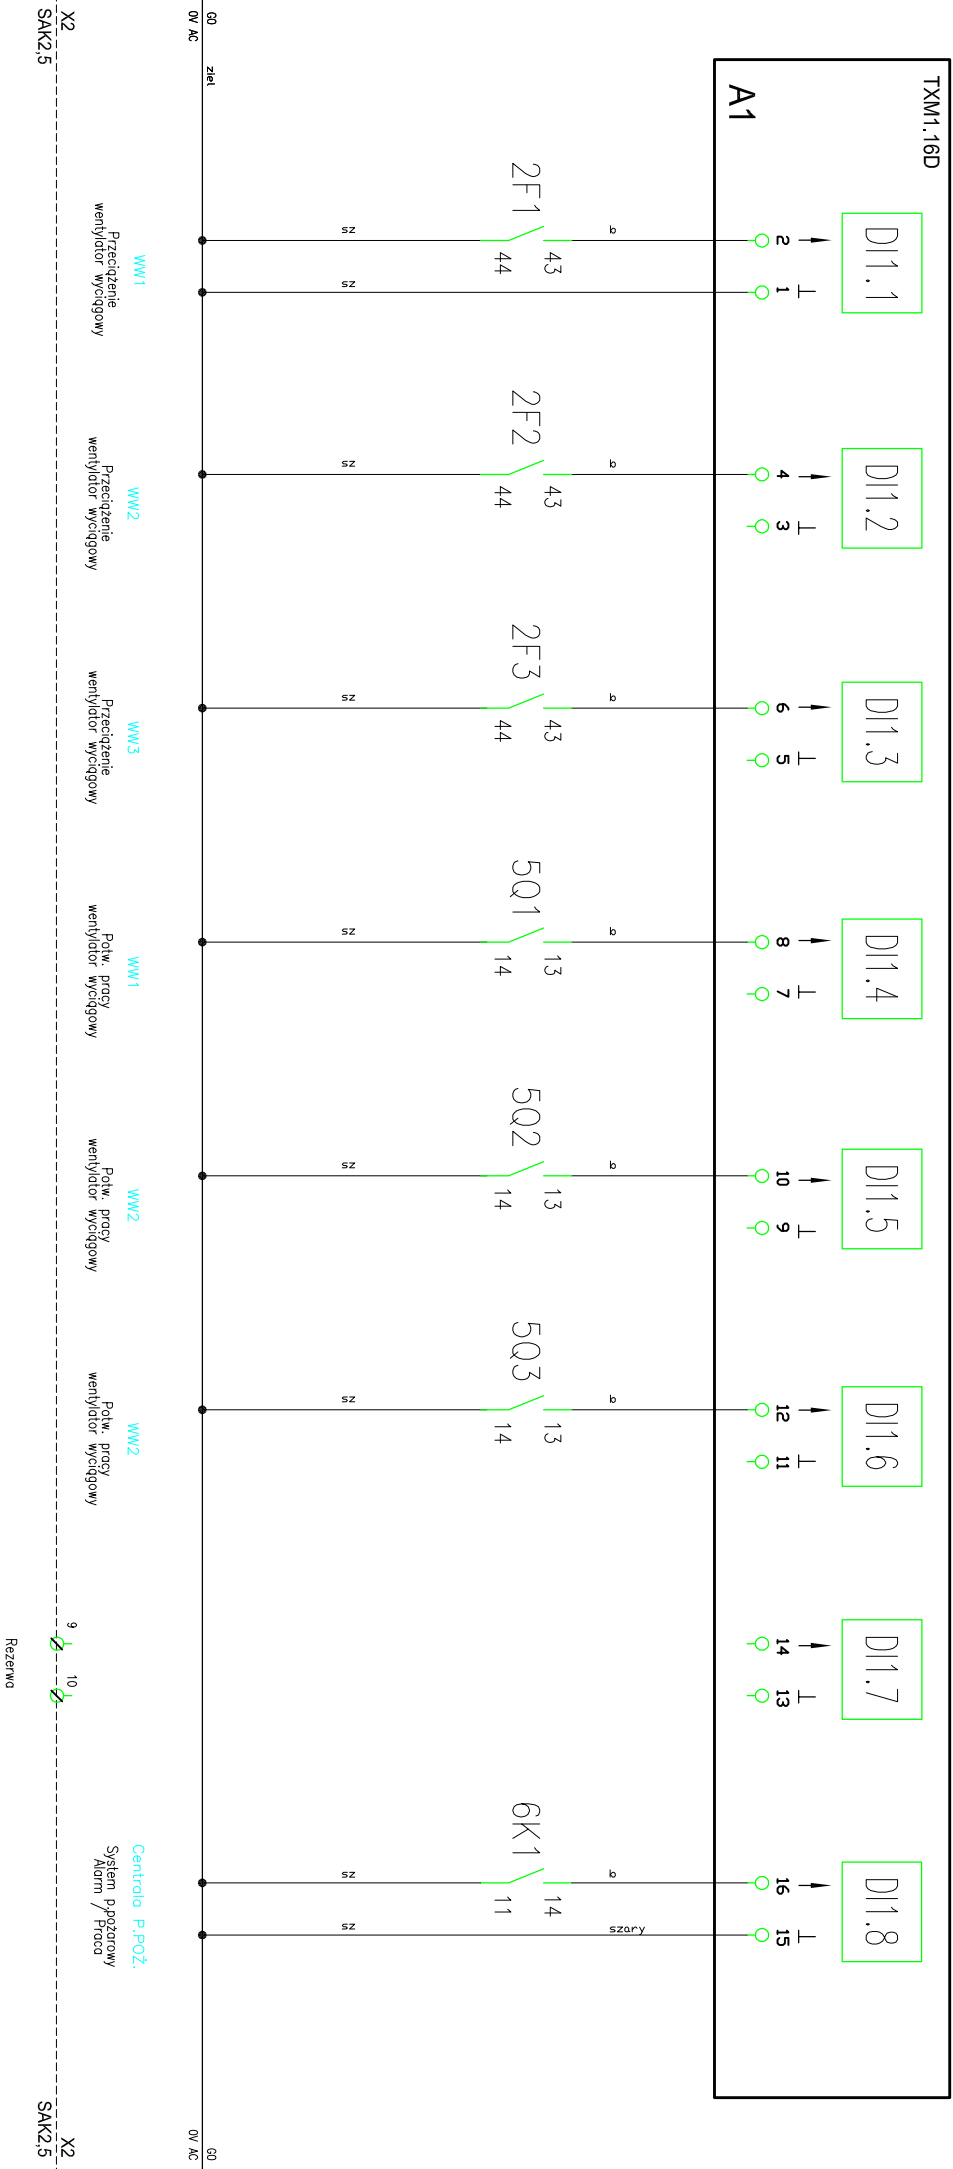 TXM1.16D
A1
DI1.1
DI1.2
DI1.3
DI1.4
DI1.5
DI1.6
DI1.7
DI1.8
2 1
4 3
6 5
8 7
10 9
12 11
14 13
16 15
b
b
b
b
b
b
b
szary
2F1
43
44
2F2
43
44
2F3
43
44
5Q1
13
14
5Q2
13
14
5Q3
13
14
6K1
14
11
sz
sz
sz
sz
sz
sz
sz
sz
sz
G0
ziel
0V AC
G0
0V AC
WW1
Przeciążenie
wentylator wyciągowy
WW2
Przeciążenie
wentylator wyciągowy
WW3
Przeciążenie
wentylator wyciągowy
WW1
Potw. pracy
wentylator wyciągowy
WW2
Potw. pracy
wentylator wyciągowy
WW2
Potw. pracy
wentylator wyciągowy
Centrala P.POŻ.
System p.pożarowy
Alarm / Praca
X2
SAK2,5
9
10
X2
SAK2,5
Rezerwa